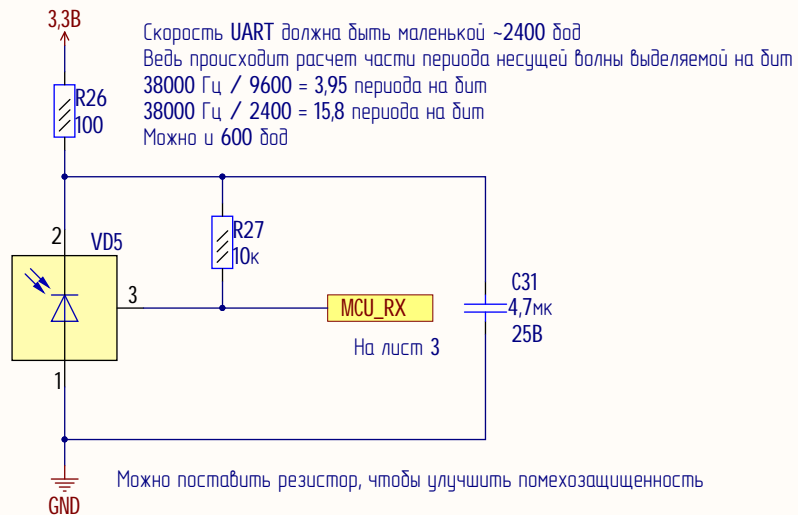 3,3В
Скорость UART должна быть маленькой ~2400 бод
Ведь происходит расчет части периода несущей волны выделяемой на бит
38000 Гц / 9600 = 3,95 периода на бит
38000 Гц / 2400 = 15,8 периода на бит
Можно и 600 бод
R26
100
2
VD5
R27
10к
3
MCU_RX
На лист 3
C31
4,7мк
25В
1
Можно поставить резистор, чтобы улучшить помехозащищенность
GND